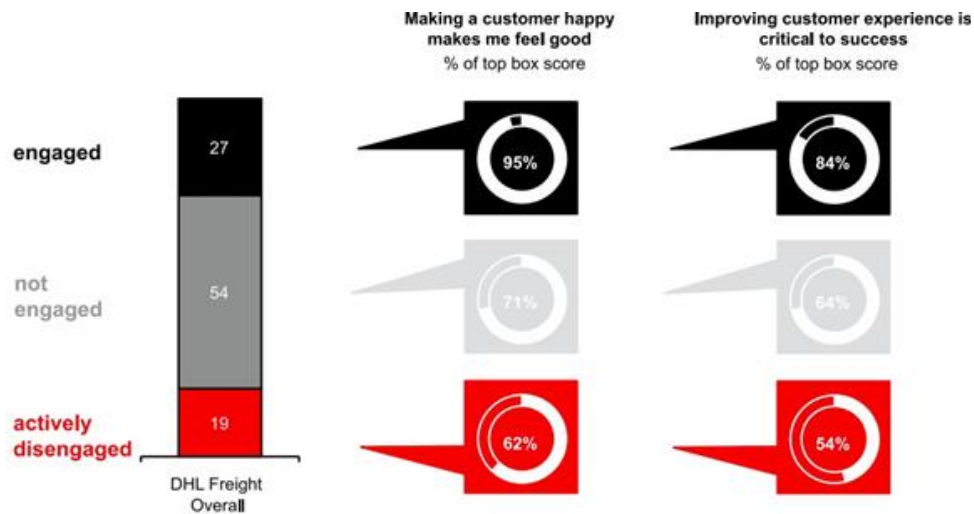 Making a customer happy
makes me feel good
% of top box score
Improving customer experience is
critical to success
% of top box score
engaged
27
95%
84%
not
engaged
54
71%
64%
actively
disengaged
19
62%
54%
DHL Freight
Overall